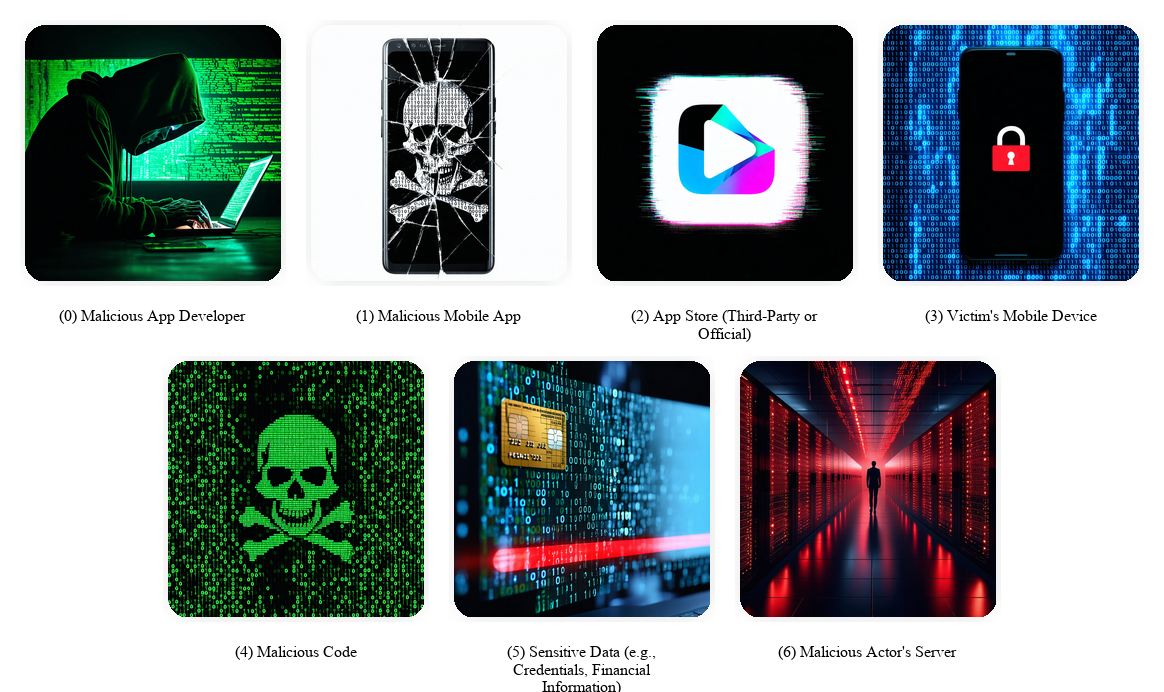 (0) Malicious App Developer
(1) Malicious Mobile App
(2) App Store (Third-Party or
Official)
(3) Victim's Mobile Device
(4) Malicious Code
(5) Sensitive Data (e.g.,
Credentials, Financial
Information)
(6) Malicious Actor's Server